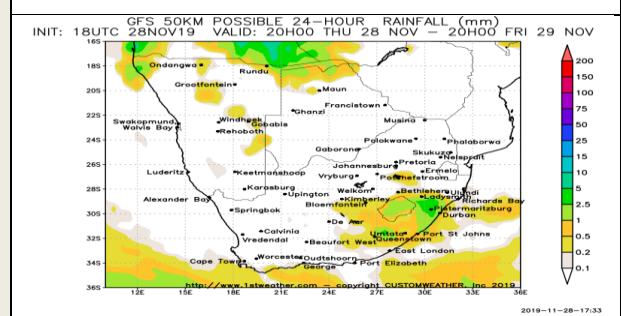 GFS 50KM POSSIBLE 24-HOUR RAINFALL (mm)
INIT: 18UTC 28NOV19 VALID: 20H00 THU 28 NOV – 20H00 FRI 29 NOV
16S
18S
20S
22S
24S
26S
28S
30S
32S
34S
36S
Ondangwa
Rundu
Grootfontein
Maun
Francistown
Ghanzi
Swakopmund
Walvis Bay
Windhoek
Gobabis
Rehoboth
Musina
Polokwane
Phalaborwa
Gaborone
Skukuza
Nelspruit
Johannesburg
Pretoria
Luderitz
Keetmanshoop
Vryburg
Potchefstroom
Ermelo
Karasburg
Upington
Welkom
Bethlehem
Ulundi
Alexander Bay
Kimberley
Ladysmith
Richards Bay
Springbok
Bloemfontein
Pietermaritzburg
Durban
De Aar
Calvinia
Vredendal
Umtata
Port St Johns
Queenstown
Beaufort West
East London
Cape Town
Worcester
Oudtshoorn
George
Port Elizabeth
http://www.1stweather.com – copyright CUSTOMWEATHER, Inc 2019
12E 15E 18E 21E 24E 27E 30E 33E 36E
200
150
100
75
50
25
15
10
5
2.5
1
0.5
0.2
0.1
2019-11-28-17:33